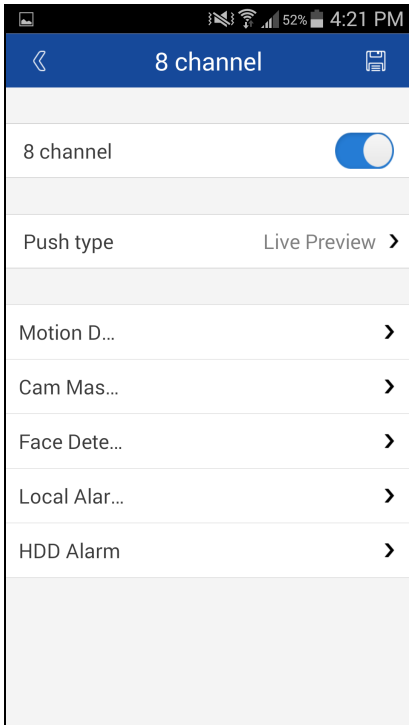 52% 4:21 PM
8 channel
8 channel
Push type Live Preview
Motion D...
Cam Mas...
Face Dete...
Local Alar...
HDD Alarm